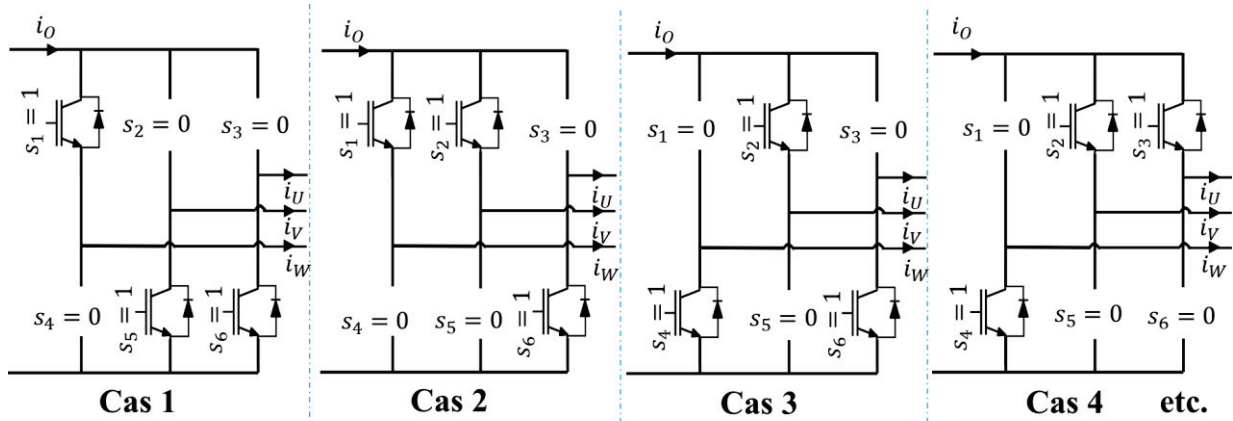 i_O
s_1 = 1
s_2 = 0
s_3 = 0
i_U
i_V
i_W
s_4 = 0
s_5 = 1
s_6 = 1
Cas 1
i_O
s_1 = 1
s_2 = 1
s_3 = 0
i_U
i_V
i_W
s_4 = 0
s_5 = 0
s_6 = 1
Cas 2
i_O
s_1 = 0
s_2 = 1
s_3 = 0
i_U
i_V
i_W
s_4 = 1
s_5 = 0
s_6 = 1
Cas 3
i_O
s_1 = 0
s_2 = 1
s_3 = 1
i_U
i_V
i_W
s_4 = 1
s_5 = 0
s_6 = 0
Cas 4 etc.